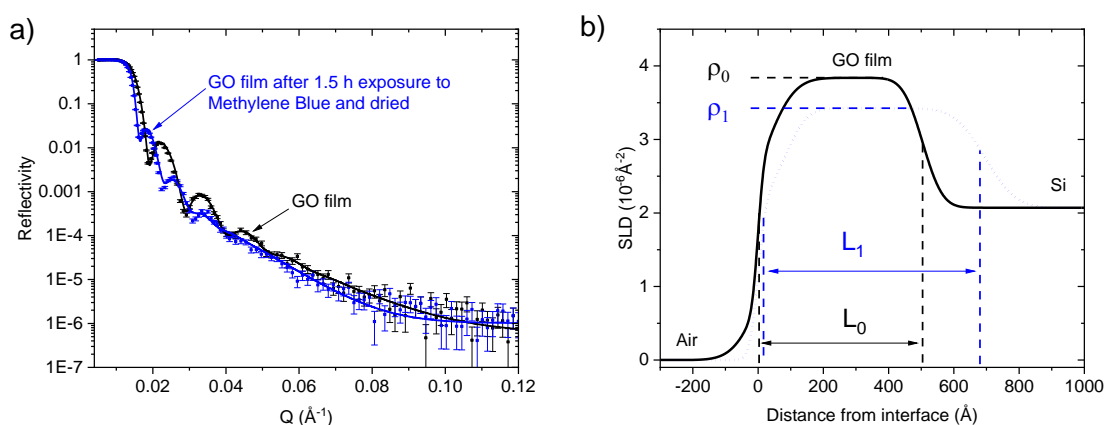 a)
Reflectivity
1
0.1
0.01
0.001
1E-4
1E-5
1E-6
1E-7
GO film after 1.5 h exposure to
Methylene Blue and dried
GO film
0.02
0.04
0.06
0.08
0.10
0.12
Q (Å⁻¹)
b)
SLD (10⁻⁶Å⁻²)
4
3
2
1
0
ρ₀
ρ₁
GO film
Si
L₁
L₀
Air
-200
0
200
400
600
800
1000
Distance from interface (Å)